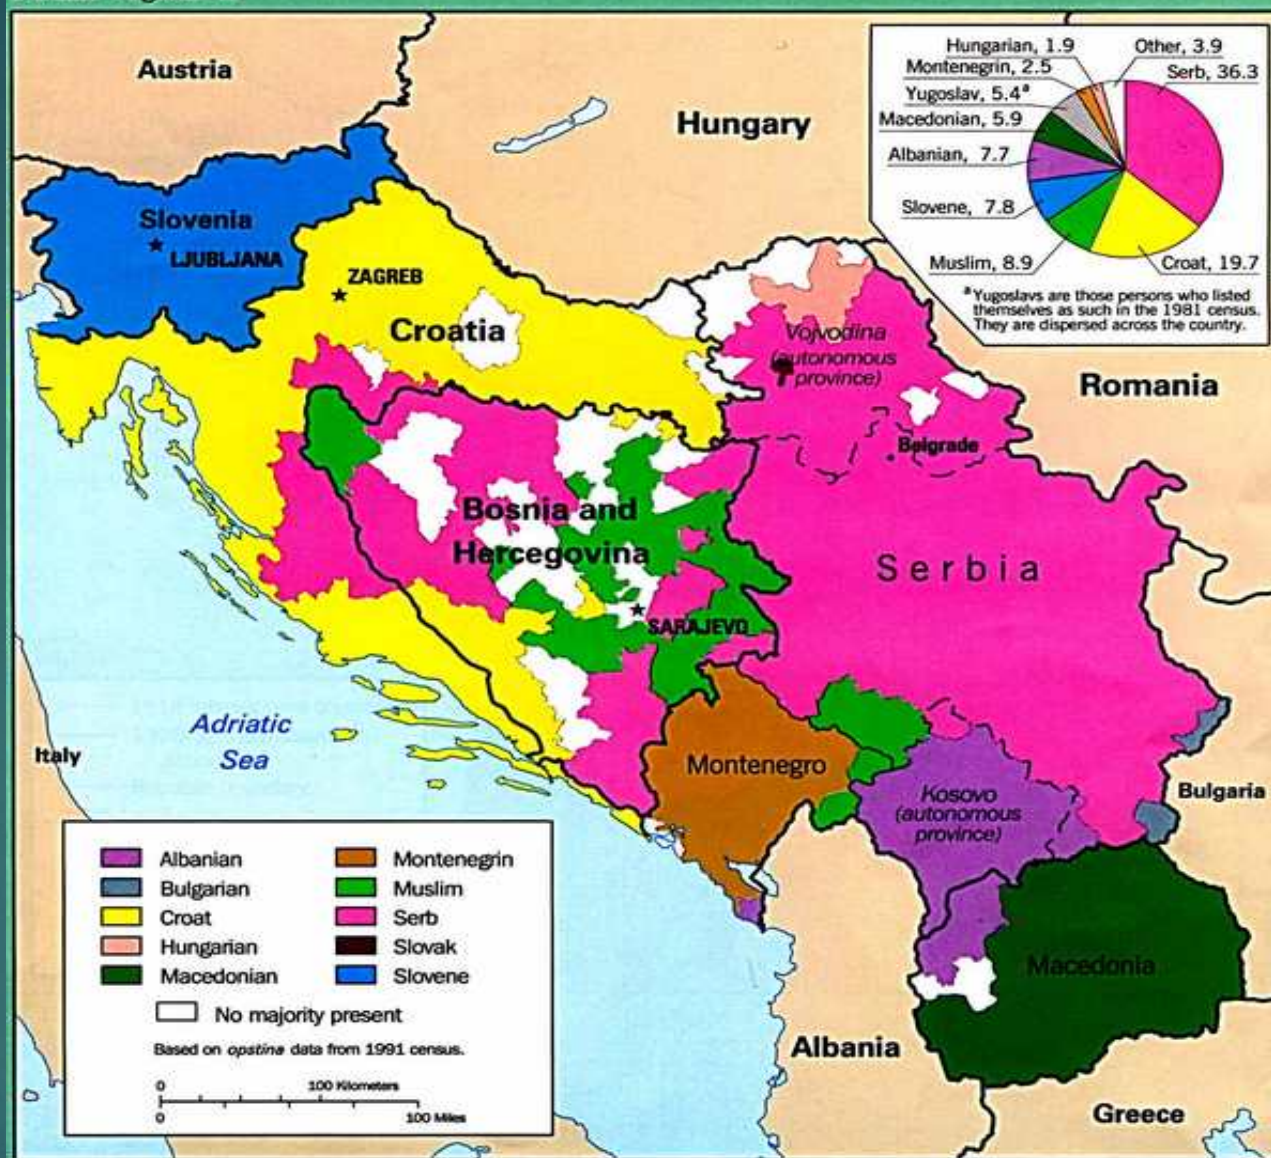 Austria
Hungary
Slovenia
LJUBLJANA
ZAGREB
Croatia
Hungarian, 1.9
Other, 3.9
Montenegrin, 2.5
Serb, 36.3
Yugoslav, 5.4ª
Macedonian, 5.9
Albanian, 7.7
Slovene, 7.8
Muslim, 8.9
Croat, 19.7
ª Yugoslavs are those persons who listed
themselves as such in the 1981 census.
They are dispersed across the country.
Vojvodina
(autonomous
province)
Romania
Belgrade
Bosnia and
Hercegovina
Serbia
SARAJEVO
Adriatic
Sea
Italy
Montenegro
Kosovo
(autonomous
province)
Bulgaria
Macedonia
Albania
Greece
Albanian
Bulgarian
Croat
Hungarian
Macedonian
Montenegrin
Muslim
Serb
Slovak
Slovene
No majority present
Based on opstina data from 1991 census.
0 100 Kilometers
0 100 Miles